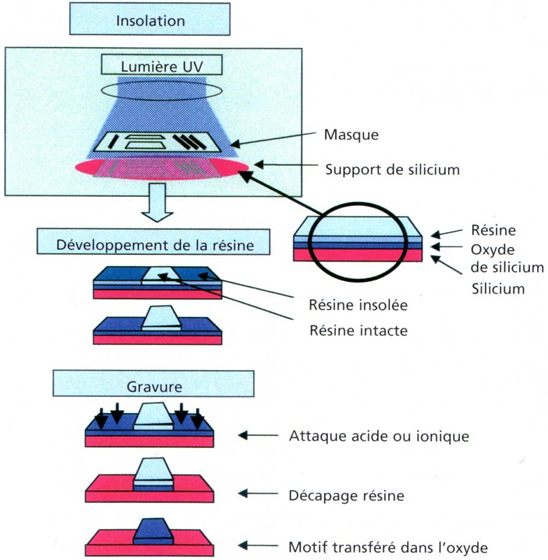 Insolation
Lumière UV
Masque
Support de silicium
Résine
Oxyde
de silicium
Silicium
Développement de la résine
Résine insolée
Résine intacte
Gravure
Attaque acide ou ionique
Décapage résine
Motif transféré dans l'oxyde